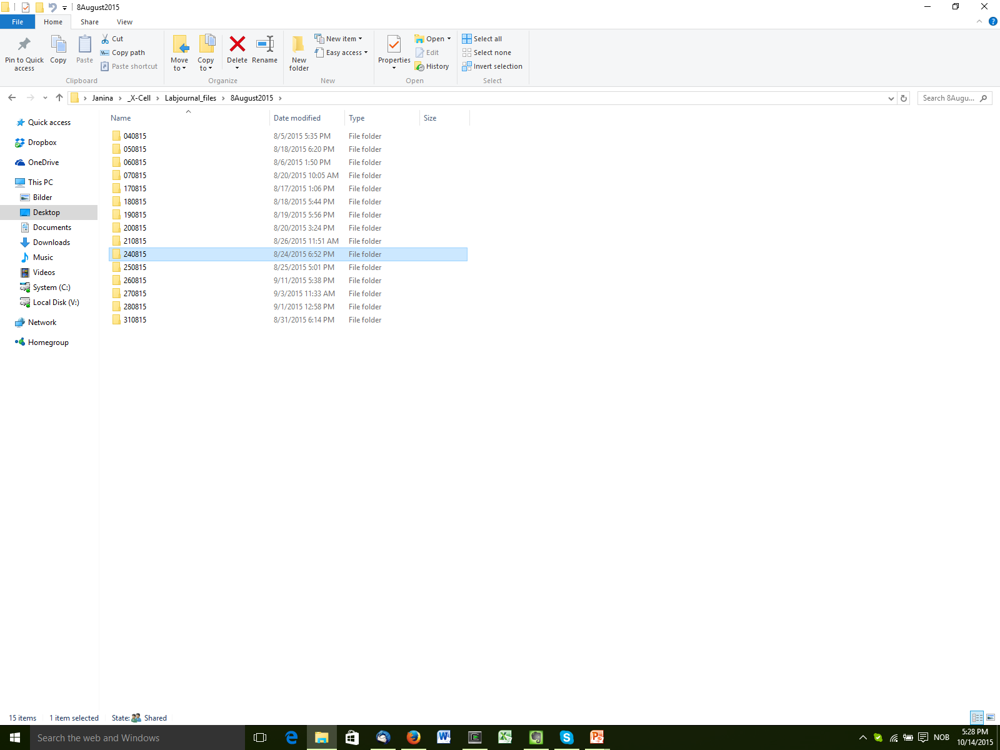 8August2015
File Home Share View
Pin to Quick access
Copy
Paste
Cut
Copy path
Paste shortcut
Clipboard
Move to
Copy to
Delete
Rename
Organize
New folder
New item
Easy access
New
Properties
Open
Edit
History
Open
Select all
Select none
Invert selection
Select
Janina _X-Cell Labjournal_files 8August2015
Search 8Augu...
Quick access
Dropbox
OneDrive
This PC
Bilder
Desktop
Documents
Downloads
Music
Videos
System (C:)
Local Disk (V:)
Network
Homegroup
Name Date modified Type Size
040815 8/5/2015 5:35 PM File folder
050815 8/18/2015 6:20 PM File folder
060815 8/6/2015 1:50 PM File folder
070815 8/20/2015 10:05 AM File folder
170815 8/17/2015 1:06 PM File folder
180815 8/18/2015 5:44 PM File folder
190815 8/19/2015 5:56 PM File folder
200815 8/20/2015 3:24 PM File folder
210815 8/26/2015 11:51 AM File folder
240815 8/24/2015 6:52 PM File folder
250815 8/25/2015 5:01 PM File folder
260815 9/11/2015 5:38 PM File folder
270815 9/3/2015 11:33 AM File folder
280815 9/1/2015 12:58 PM File folder
310815 8/31/2015 6:14 PM File folder
15 items 1 item selected State: Shared
Search the web and Windows
NOB
5:28 PM
10/14/2015